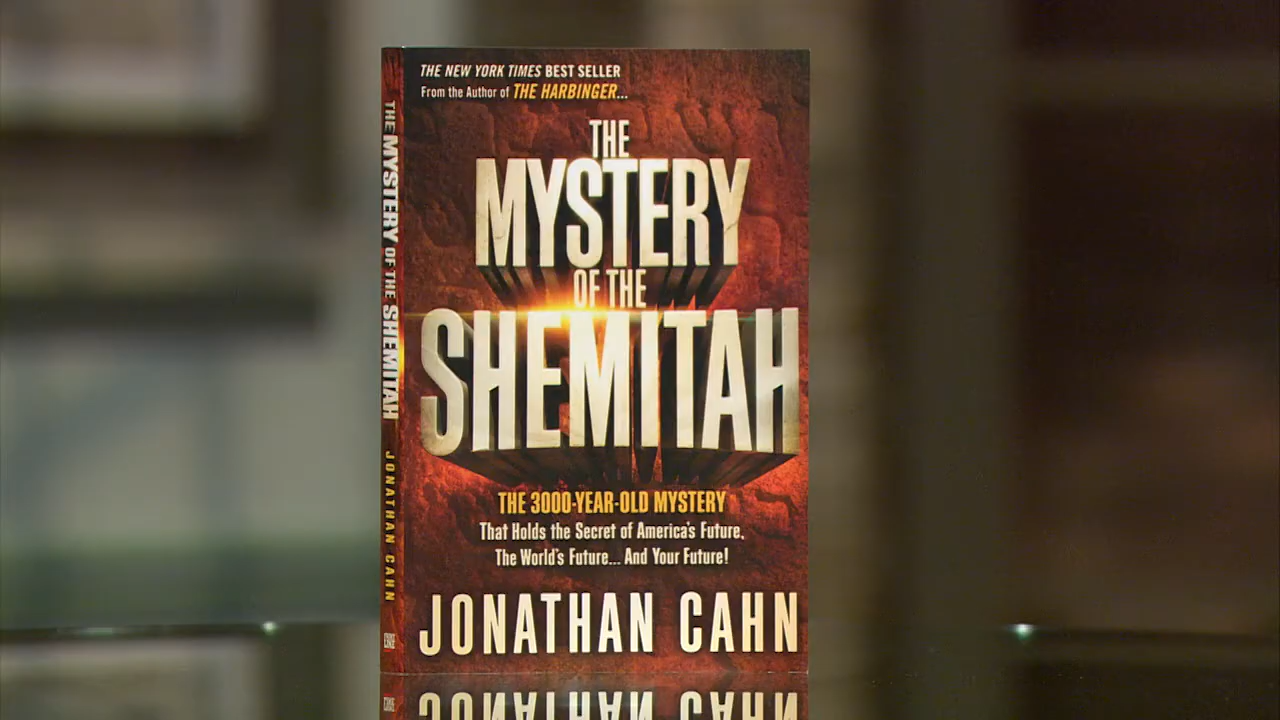 THE NEW YORK TIMES BEST SELLER
From the Author of THE HARBINGER...
THE
MYSTERY
OF THE
SHEMITAH
THE 3000-YEAR-OLD MYSTERY
That Holds the Secret of America's Future,
The World's Future... And Your Future!
JONATHAN CAHN
THE MYSTERY OF THE SHEMITAH
JONATHAN CAHN
JONATHAN CAHN